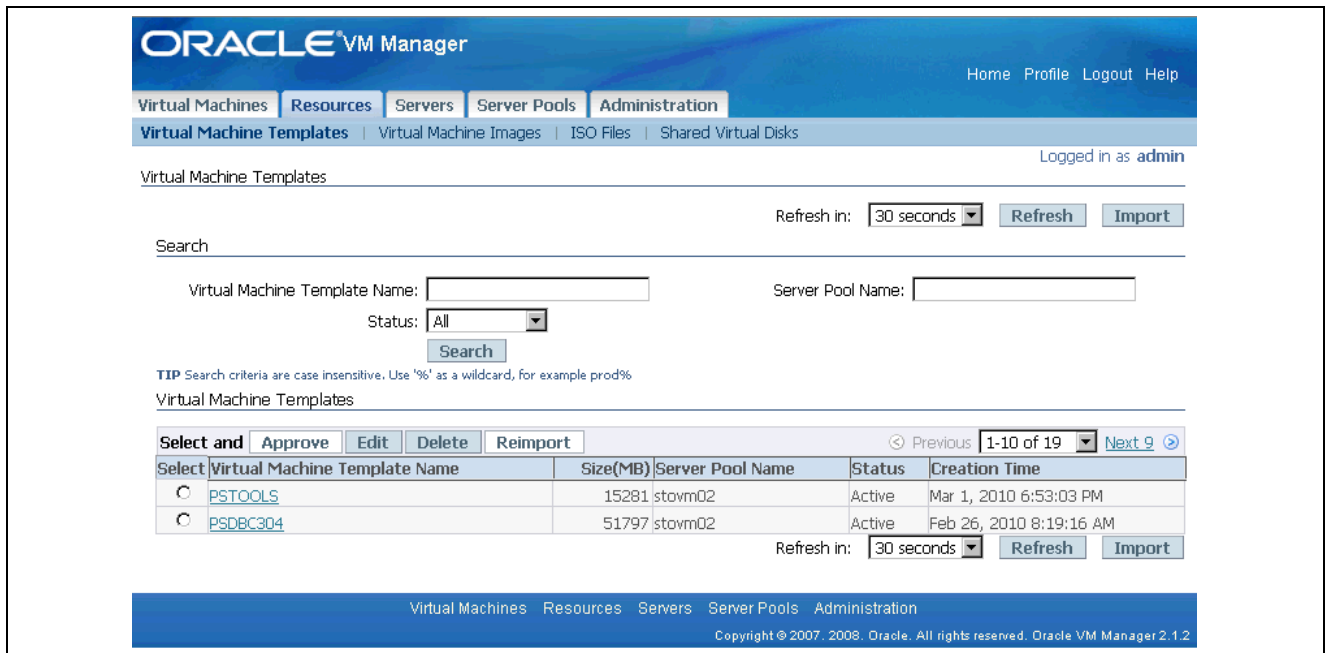 ORACLE VM Manager
Home Profile Logout Help
Virtual Machines Resources Servers Server Pools Administration
Virtual Machine Templates | Virtual Machine Images | ISO Files | Shared Virtual Disks
Logged in as admin
Virtual Machine Templates
Refresh in: 30 seconds Refresh Import
Search
Virtual Machine Template Name: Server Pool Name:
Status: All
Search
TIP Search criteria are case insensitive. Use '%' as a wildcard, for example prod%
Virtual Machine Templates
Select and Approve Edit Delete Reimport Previous 1-10 of 19 Next 9
Select Virtual Machine Template Name Size(MB) Server Pool Name Status Creation Time
PSTOOLS 15281 stovm02 Active Mar 1, 2010 6:53:03 PM
PSDBC304 51797 stovm02 Active Feb 26, 2010 8:19:16 AM
Refresh in: 30 seconds Refresh Import
Virtual Machines Resources Servers Server Pools Administration
Copyright © 2007. 2008. Oracle. All rights reserved. Oracle VM Manager 2.1.2